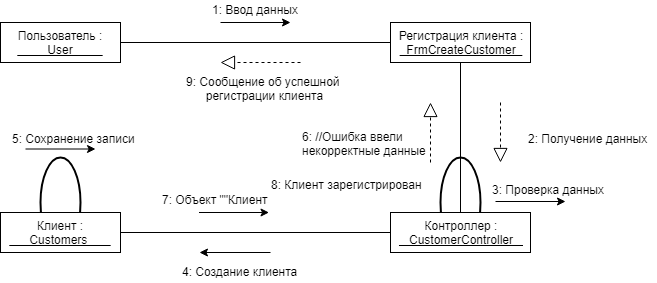 1: Ввод данных
Пользователь :
User
Регистрация клиента :
FrmCreateCustomer
9: Сообщение об успешной
регистрации клиента
5: Сохранение записи
6: //Ошибка ввели
некорректные данные
2: Получение данных
8: Клиент зарегистрирован
3: Проверка данных
7: Объект ""Клиент
Клиент :
Customers
Контроллер :
CustomerController
4: Создание клиента